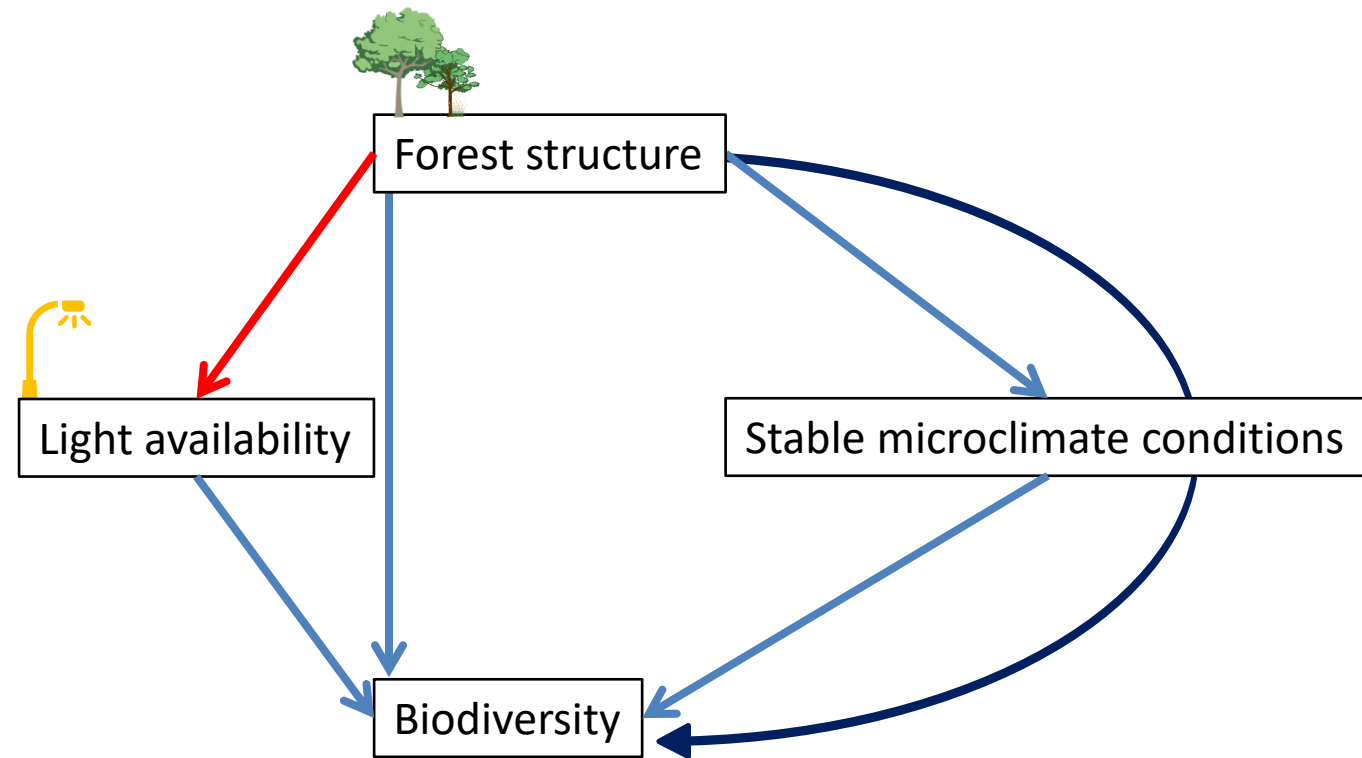 Forest structure
Light availability
Stable microclimate conditions
Biodiversity